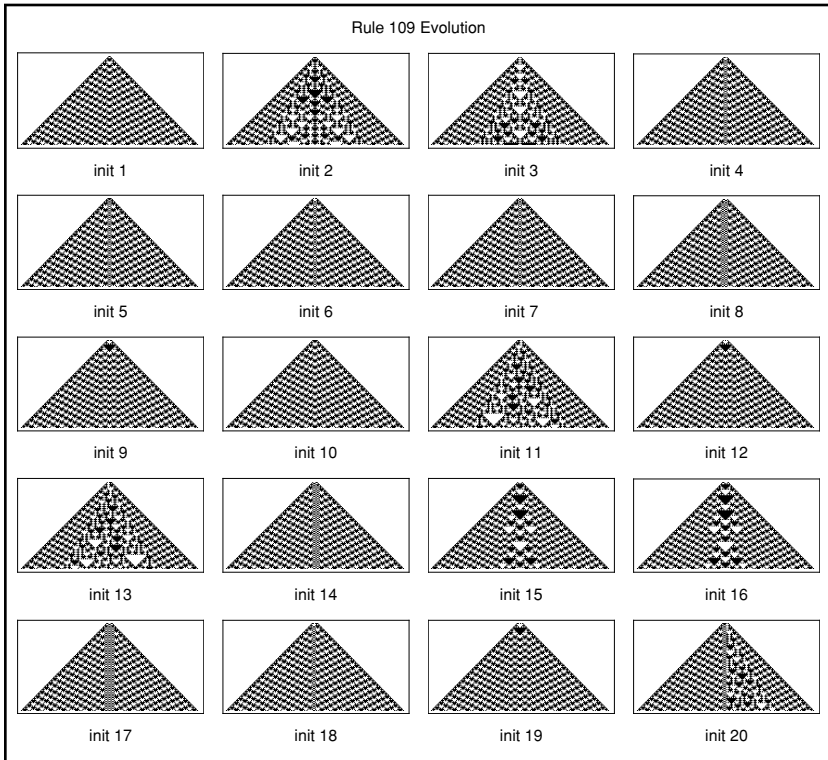 Rule 109 Evolution
init 1 init 2 init 3 init 4
init 5 init 6 init 7 init 8
init 9 init 10 init 11 init 12
init 13 init 14 init 15 init 16
init 17 init 18 init 19 init 20